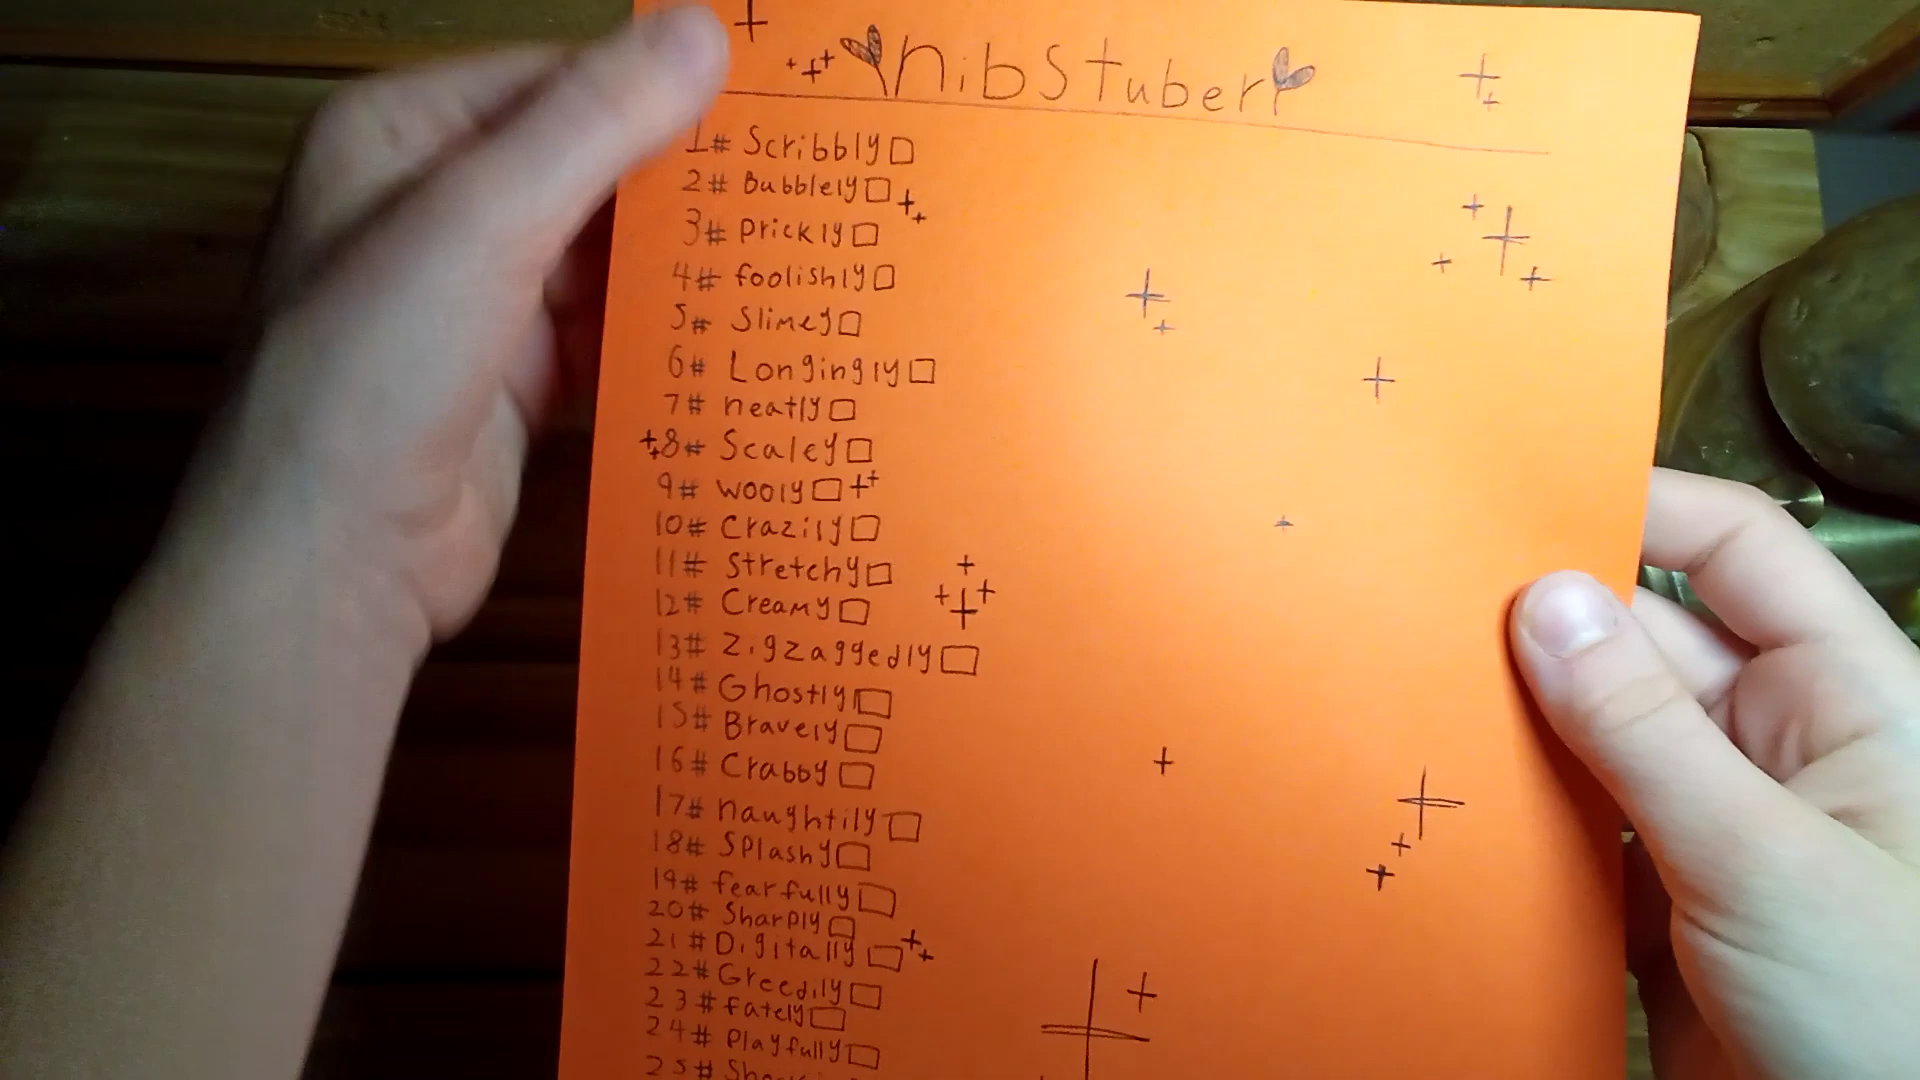 nibstuber
1# Scribbly
2# Bubblely
3# Prickly
4# foolishly
5# Slimey
6# Longingly
7# neatly
8# Scaley
9# wooly
10# Crazily
11# Stretchy
12# Creamy
13# Zigzaggedly
14# Ghostly
15# Bravely
16# Crabby
17# naughtily
18# Splashy
19# fearfully
20# Sharply
21# Digitally
22# Greedily
23# fately
24# Playfully
25#